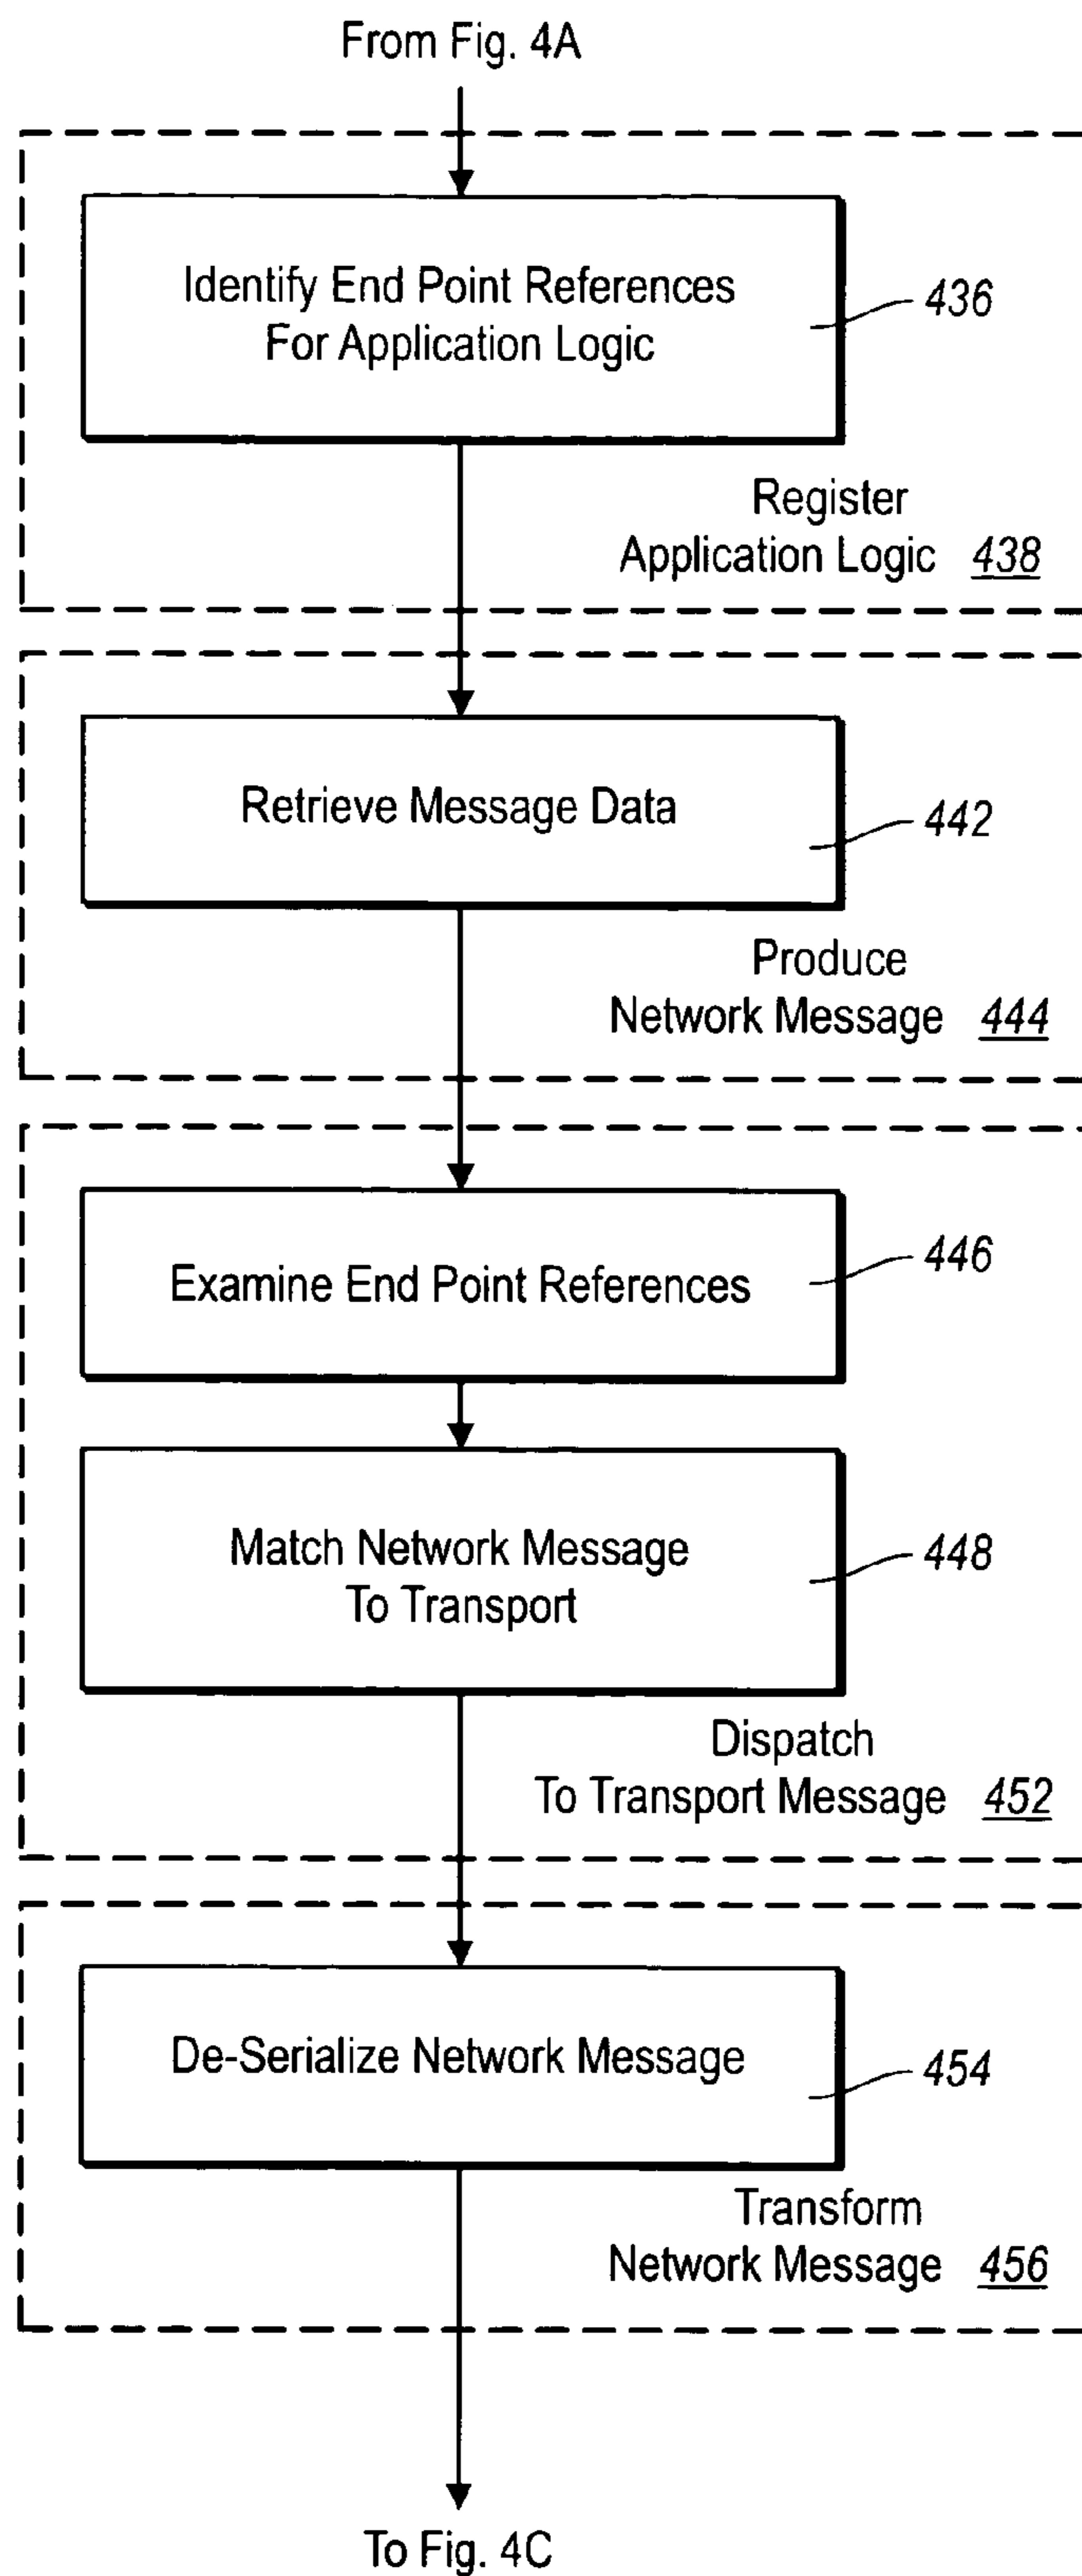 From Fig. 4A
Identify End Point References
For Application Logic
436
Register
Application Logic 438
Retrieve Message Data
442
Produce
Network Message 444
Examine End Point References
446
Match Network Message
To Transport
448
Dispatch
To Transport Message 452
De-Serialize Network Message
454
Transform
Network Message 456
To Fig. 4C